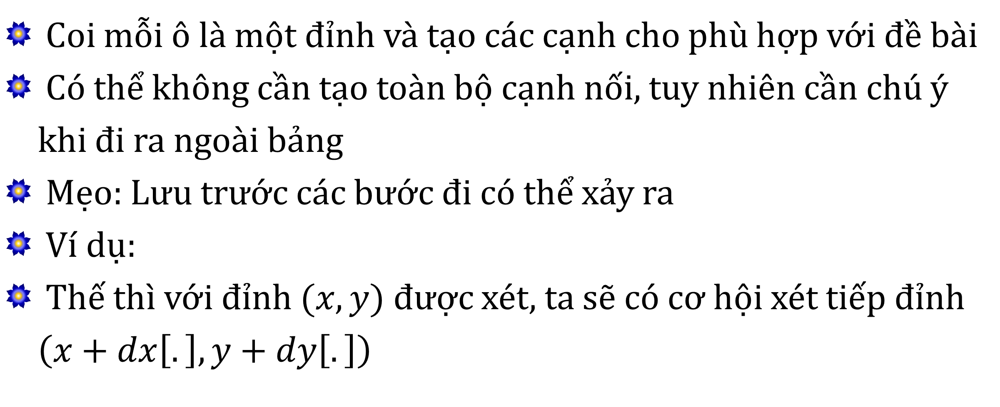 Coi mỗi ô là một đỉnh và tạo các cạnh cho phù hợp với đề bài
Có thể không cần tạo toàn bộ cạnh nối, tuy nhiên cần chú ý
khi đi ra ngoài bảng
Mẹo: Lưu trước các bước đi có thể xảy ra
Ví dụ:
Thế thì với đỉnh (x, y) được xét, ta sẽ có cơ hội xét tiếp đỉnh
(x + dx[. ], y + dy[. ])